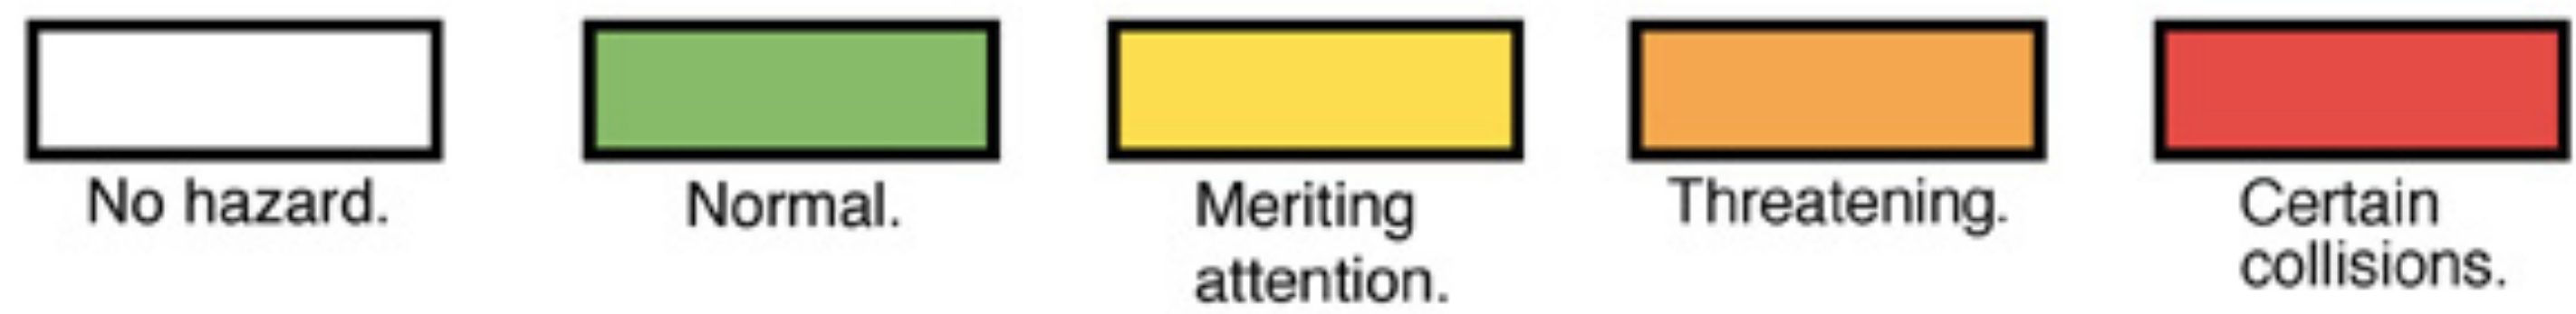 No hazard.
Normal.
Meriting
attention.
Threatening.
Certain
collisions.